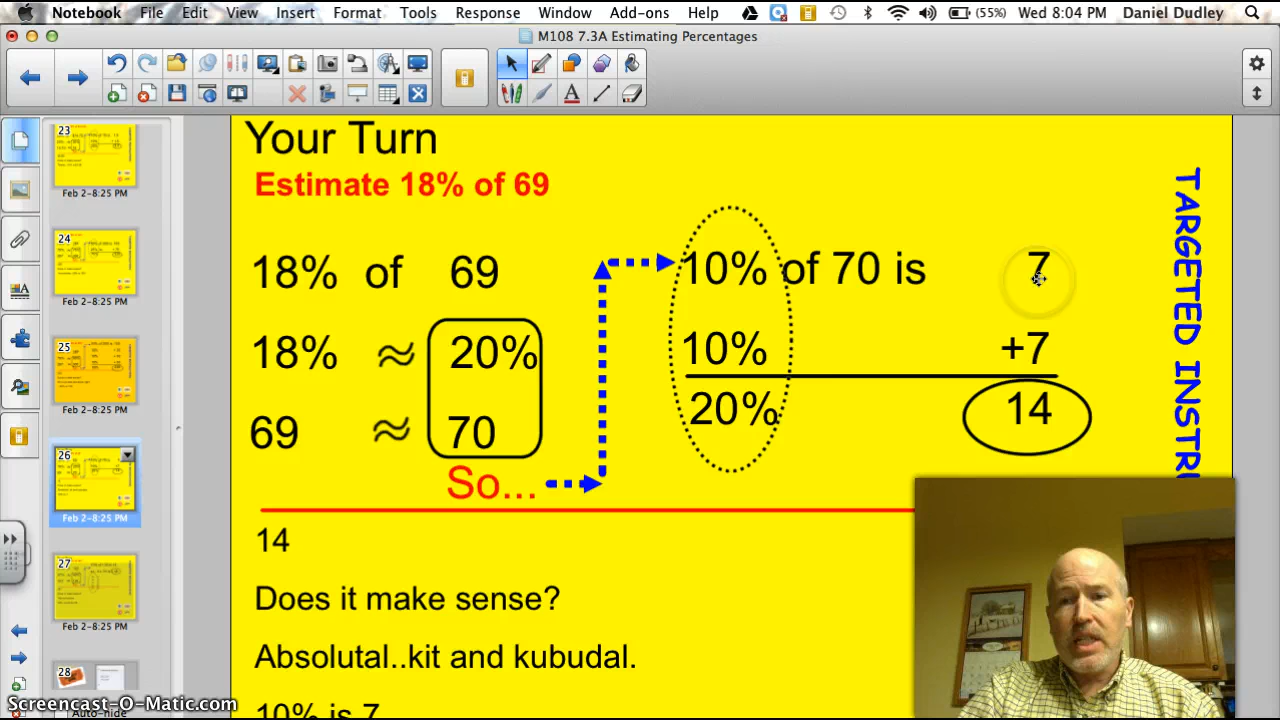 Notebook File Edit View Insert Format Tools Response Window Add-ons Help (55%) Wed 8:04 PM Daniel Dudley
M108 7.3A Estimating Percentages
23
Feb 2-8:25 PM
24
Feb 2-8:25 PM
25
Feb 2-8:25 PM
26
Feb 2-8:25 PM
27
Feb 2-8:25 PM
28
Auto-hide
Your Turn
Estimate 18% of 69
18% of 69
18% ≈ 20%
69 ≈ 70
So...
10% of 70 is 7
10% +7
20% 14
TARGETED INSTR
14
Does it make sense?
Absolutal..kit and kubudal.
10% is 7
Screencast-O-Matic.com